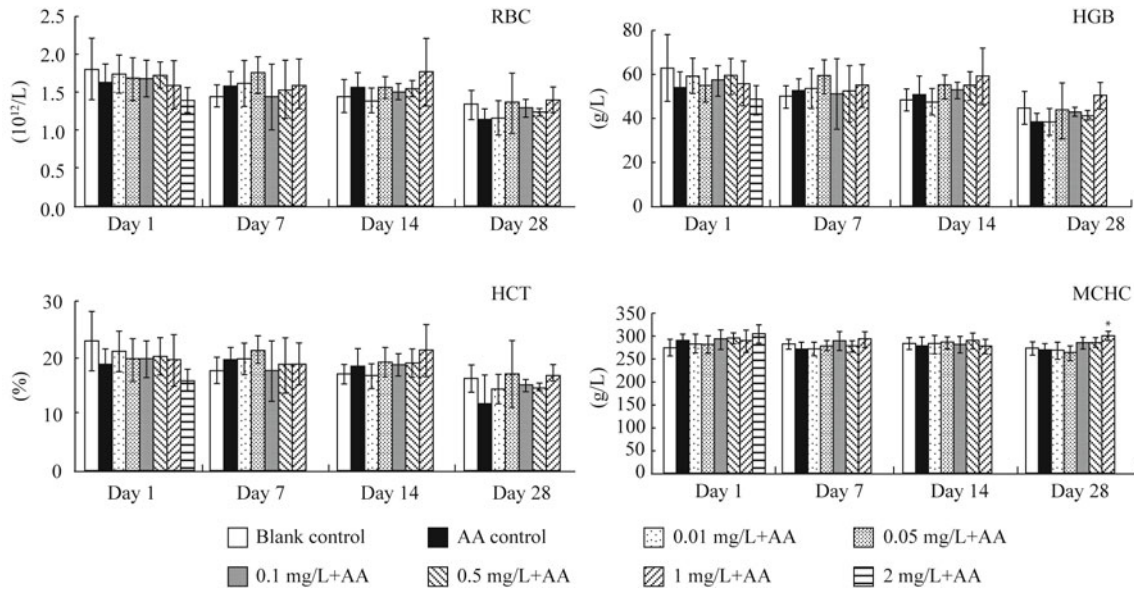 RBC
2.5
2.0
1.5
1.0
0.5
0.0
(10¹²/L)
Day 1 Day 7 Day 14 Day 28
HGB
80
60
40
20
0
(g/L)
Day 1 Day 7 Day 14 Day 28
HCT
30
20
10
0
(%)
Day 1 Day 7 Day 14 Day 28
MCHC
350
300
250
200
150
100
50
0
(g/L)
*
Day 1 Day 7 Day 14 Day 28
Blank control AA control 0.01 mg/L+AA 0.05 mg/L+AA
0.1 mg/L+AA 0.5 mg/L+AA 1 mg/L+AA 2 mg/L+AA